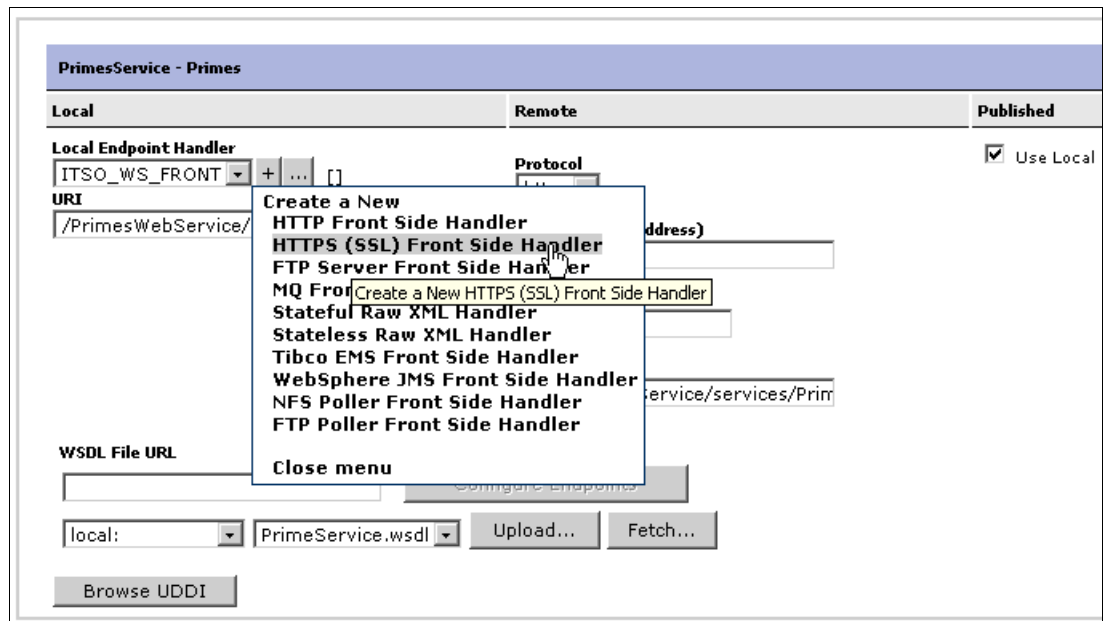 PrimesService - Primes
Local Remote Published
Local Endpoint Handler
ITSO_WS_FRONT + ... []
Protocol
Use Local
URI
/PrimesWebService/
Create a New
HTTP Front Side Handler
HTTPS (SSL) Front Side Handler
FTP Server Front Side Handler
MQ
Create a New HTTPS (SSL) Front Side Handler
Stateful Raw XML Handler
Stateless Raw XML Handler
Tibco EMS Front Side Handler
WebSphere JMS Front Side Handler
NFS Poller Front Side Handler
FTP Poller Front Side Handler
Close menu
ddress)
ervice/services/Prim
WSDL File URL
Configure Endpoints
local: PrimeService.wsdl Upload... Fetch...
Browse UDDI